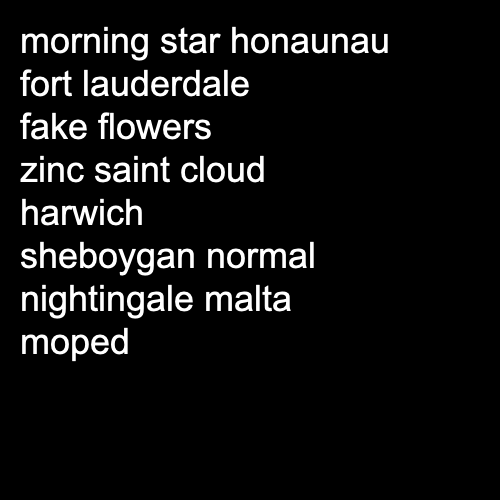 morning star honaunau
fort lauderdale
fake flowers
zinc saint cloud
harwich
sheboygan normal
nightingale malta
moped